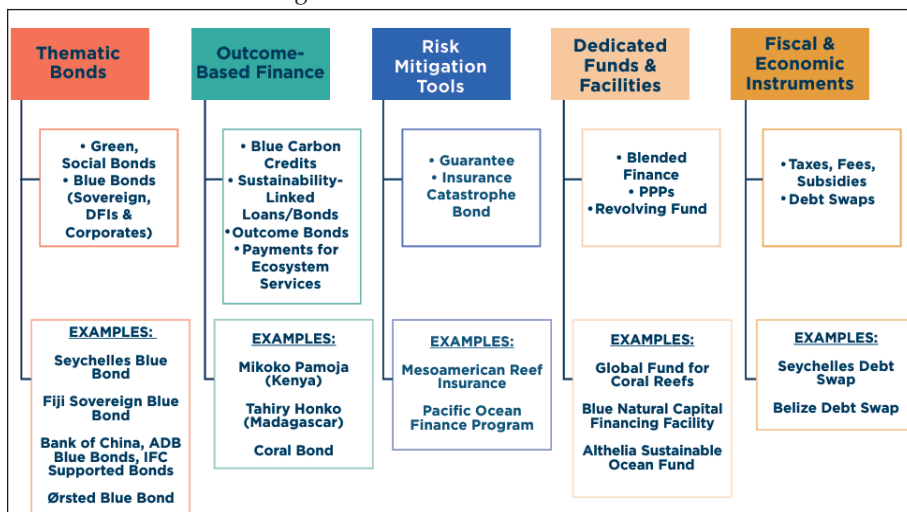 Thematic
Bonds
Outcome-
Based Finance
Risk
Mitigation
Tools
Dedicated
Funds &
Facilities
Fiscal &
Economic
Instruments
• Green,
Social Bonds
• Blue Bonds
(Sovereign,
DFIs &
Corporates)
• Blue Carbon
Credits
• Sustainability-
Linked
Loans/Bonds
• Outcome Bonds
• Payments for
Ecosystem
Services
• Guarantee
• Insurance
Catastrophe
Bond
• Blended
Finance
• PPPs
• Revolving Fund
• Taxes, Fees,
Subsidies
• Debt Swaps
EXAMPLES:
Seychelles Blue
Bond
Fiji Sovereign Blue
Bond
Bank of China, ADB
Blue Bonds, IFC
Supported Bonds
Ørsted Blue Bond
EXAMPLES:
Mikoko Pamoja
(Kenya)
Tahiry Honko
(Madagascar)
Coral Bond
EXAMPLES:
Mesoamerican Reef
Insurance
Pacific Ocean
Finance Program
EXAMPLES:
Global Fund for
Coral Reefs
Blue Natural Capital
Financing Facility
Althelia Sustainable
Ocean Fund
EXAMPLES:
Seychelles Debt
Swap
Belize Debt Swap